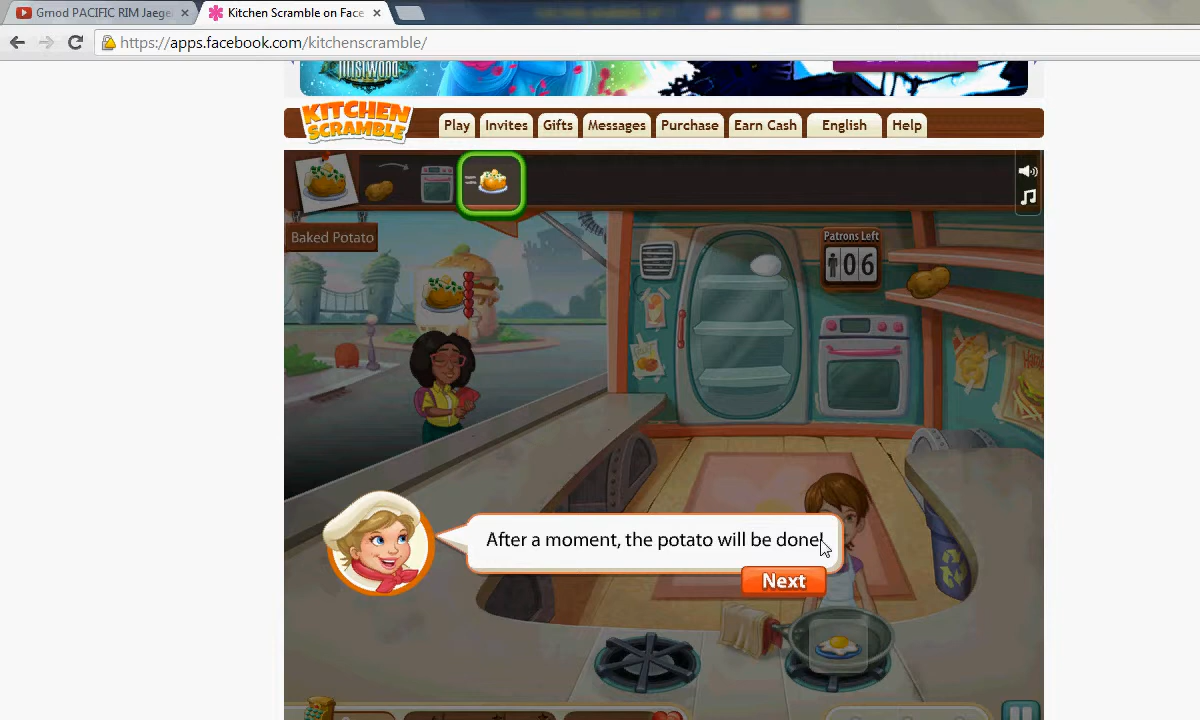 Gmod PACIFIC RIM Jaege
Kitchen Scramble on Face
https://apps.facebook.com/kitchenscramble/
KITCHEN
SCRAMBLE
Play Invites Gifts Messages Purchase Earn Cash English Help
=
Baked Potato
Patrons Left
06
After a moment, the potato will be done!
Next